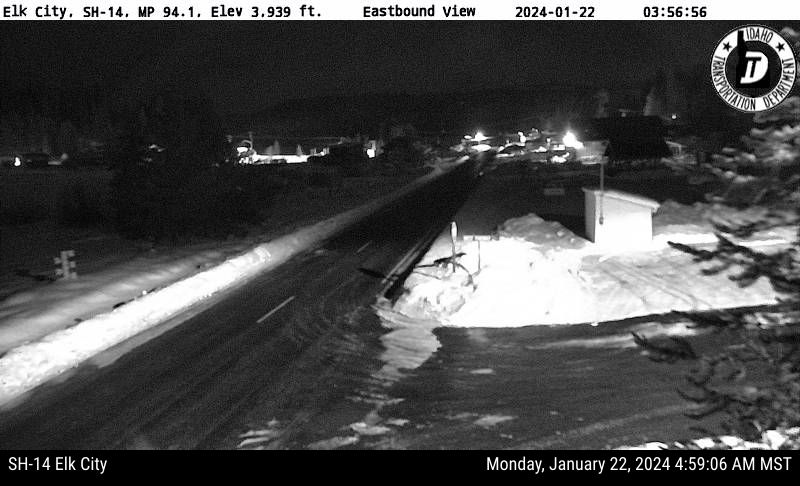 Elk City, SH-14, MP 94.1, Elev 3,939 ft. Eastbound View 2024-01-22 03:56:56
IDAHO
TRANSPORTATION DEPARTMENT
SH-14 Elk City Monday, January 22, 2024 4:59:06 AM MST